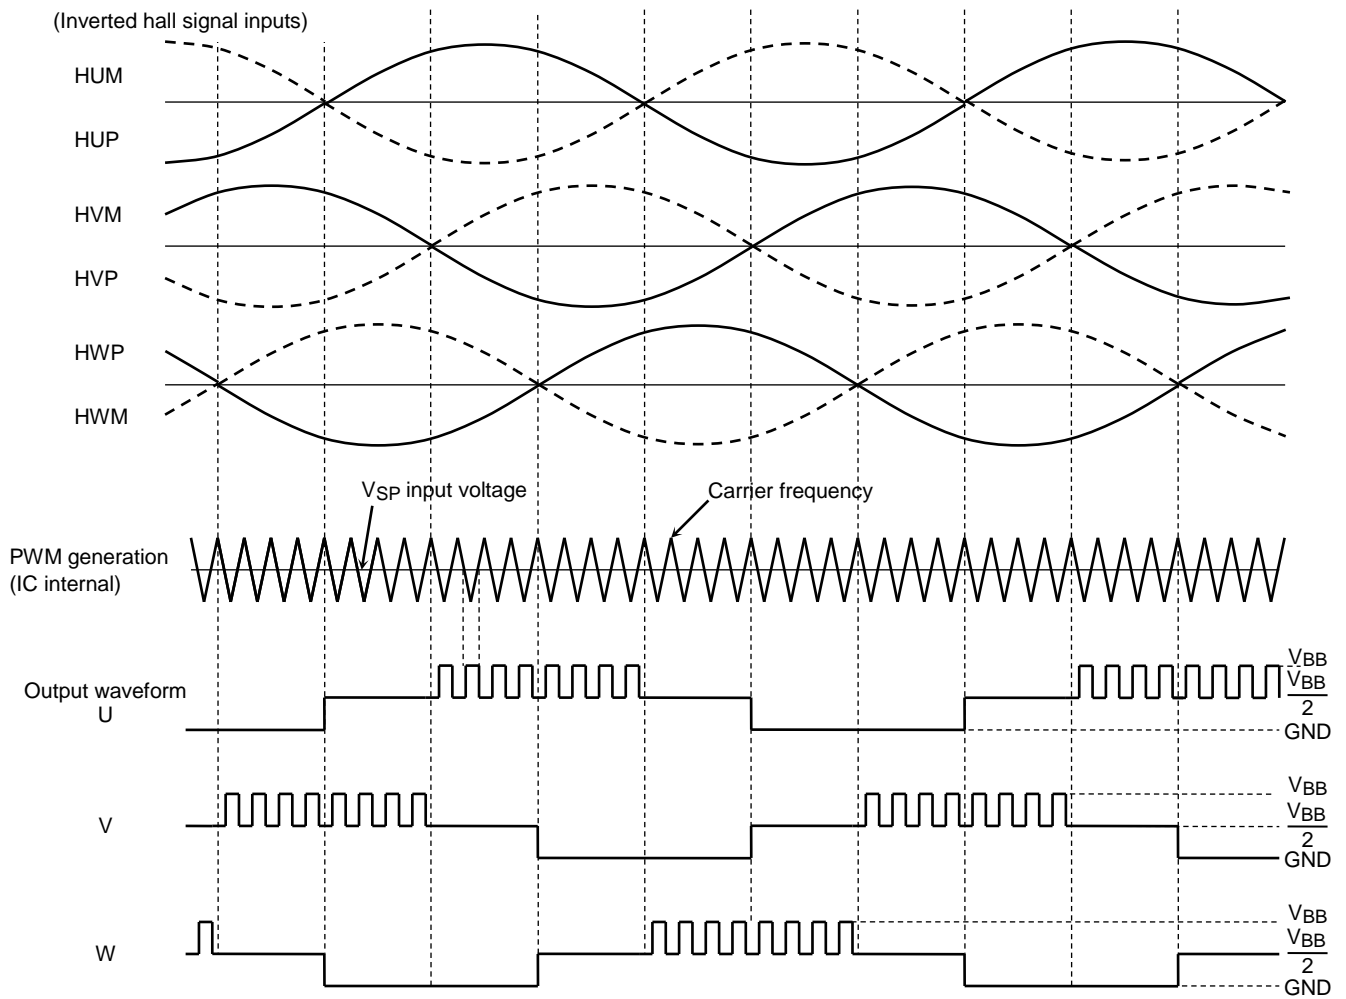 (Inverted hall signal inputs)
HUM
HUP
HVM
HVP
HWP
HWM
VSP input voltage
Carrier frequency
PWM generation
(IC internal)
Output waveform
U
VBB
VBB
2
GND
V
VBB
VBB
2
GND
W
VBB
VBB
2
GND